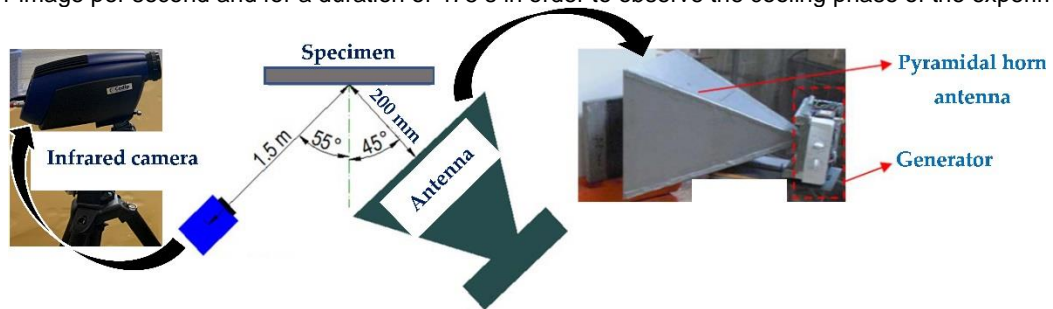 1 image per second and for a duration of 175 s in order to observe the cooling phase of the
Specimen
Infrared camera
1.5 m
55°
45°
200 mm
Antenna
Pyramidal horn
antenna
Generator